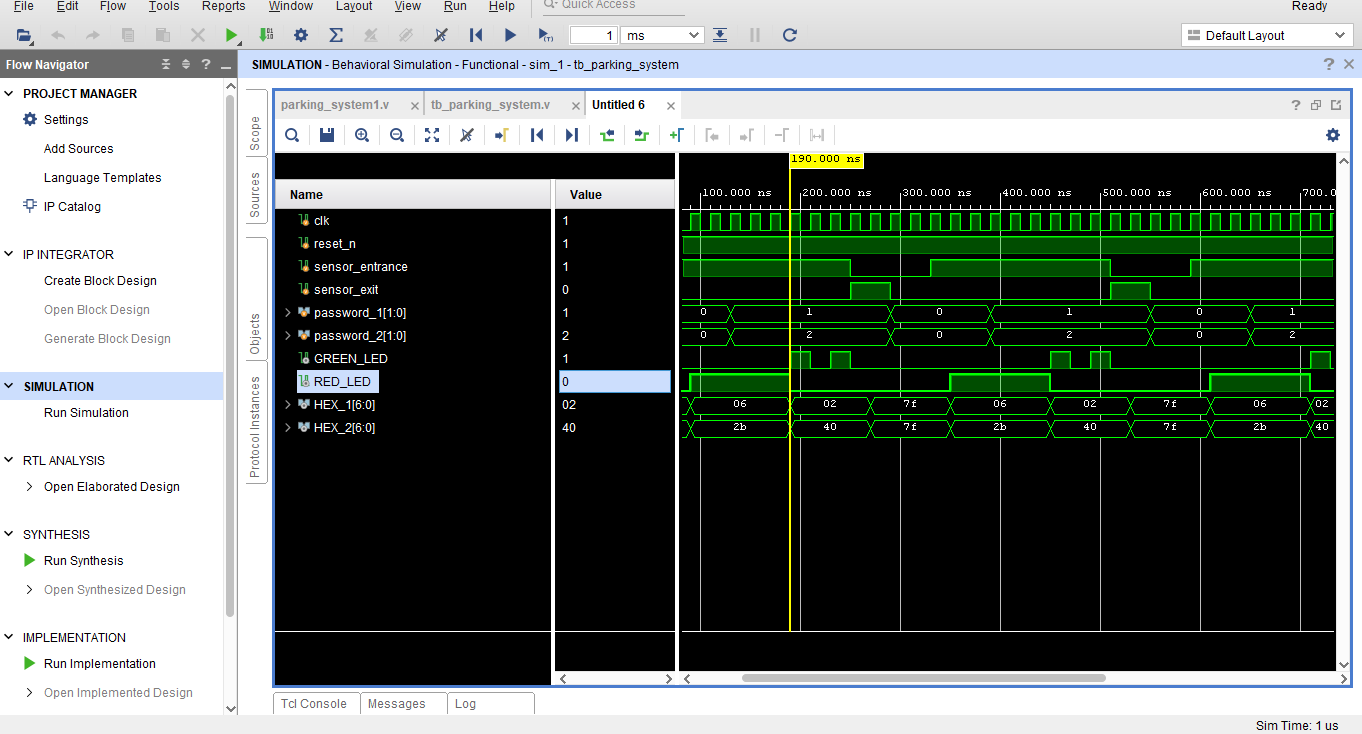 File Edit Flow Tools Reports Window Layout View Run Help Quick Access Ready
1 ms Default Layout
Flow Navigator
SIMULATION - Behavioral Simulation - Functional - sim_1 - tb_parking_system
PROJECT MANAGER
Settings
Add Sources
Language Templates
IP Catalog
IP INTEGRATOR
Create Block Design
Open Block Design
Generate Block Design
SIMULATION
Run Simulation
RTL ANALYSIS
Open Elaborated Design
SYNTHESIS
Run Synthesis
Open Synthesized Design
IMPLEMENTATION
Run Implementation
Open Implemented Design
Scope
Sources
Objects
Protocol Instances
parking_system1.v tb_parking_system.v Untitled 6
190.000 ns
Name Value
100.000 ns 200.000 ns 300.000 ns 400.000 ns 500.000 ns 600.000 ns 700.0
clk 1
reset_n 1
sensor_entrance 1
sensor_exit 0
password_1[1:0] 1 0 1 0 1 0 1
password_2[1:0] 2 0 2 0 2 0 2
GREEN_LED 1
RED_LED 0
HEX_1[6:0] 02 06 02 7f 06 02 7f 06 02
HEX_2[6:0] 40 2b 40 7f 2b 40 7f 2b 40
Tcl Console Messages Log
Sim Time: 1 us